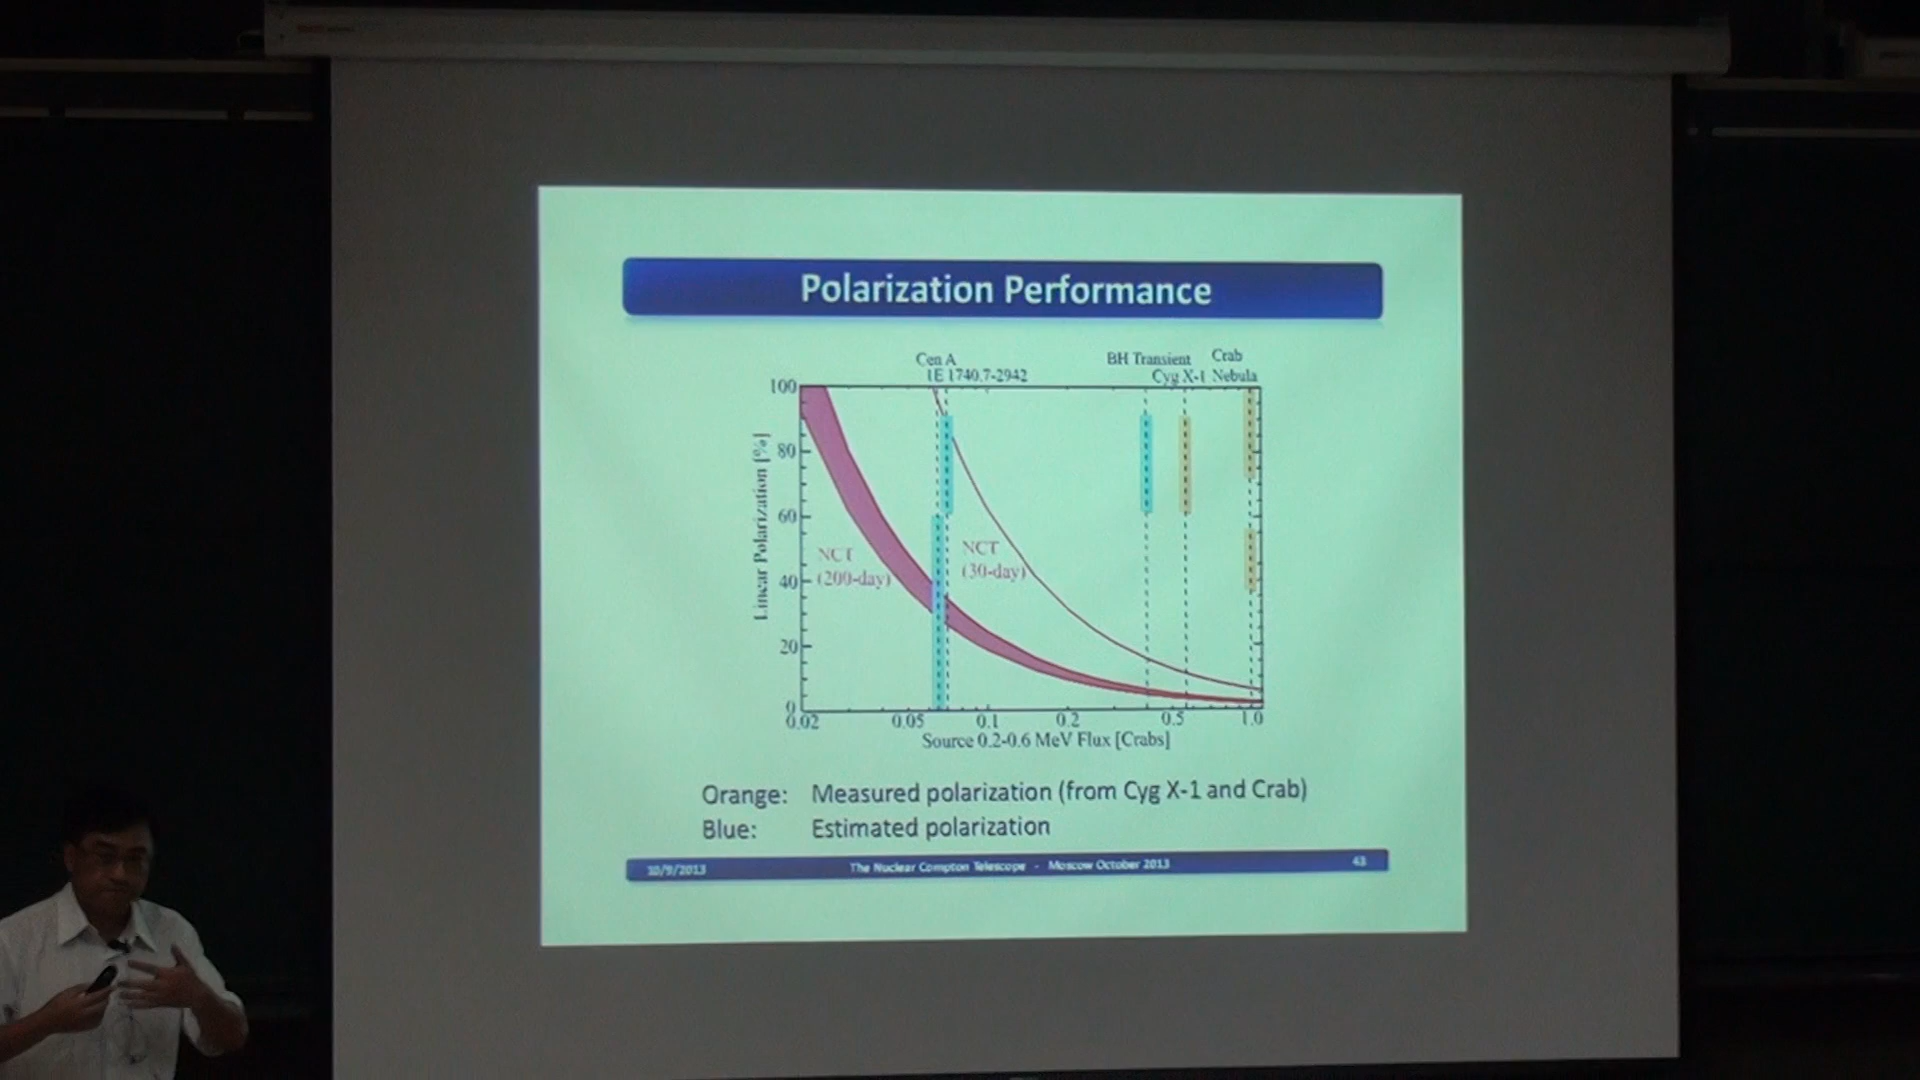 Polarization Performance
Cen A
1E 1740.7-2942
BH Transient
Cyg X-1
Crab
Nebula
100
80
60
40
20
0
Linear Polarization [%]
NCT
(200-day)
NCT
(30-day)
0.02 0.05 0.1 0.2 0.5 1.0
Source 0.2-0.6 MeV Flux [Crabs]
Orange: Measured polarization (from Cyg X-1 and Crab)
Blue: Estimated polarization
10/9/2013 The Nuclear Compton Telescope - Moscow October 2013 43